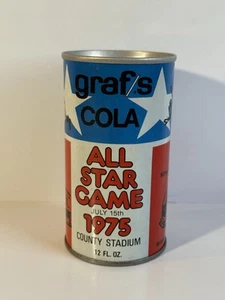 graf's
COLA
ALL
STAR
GAME
JULY 15th
1975
COUNTY STADIUM
12 FL. OZ.